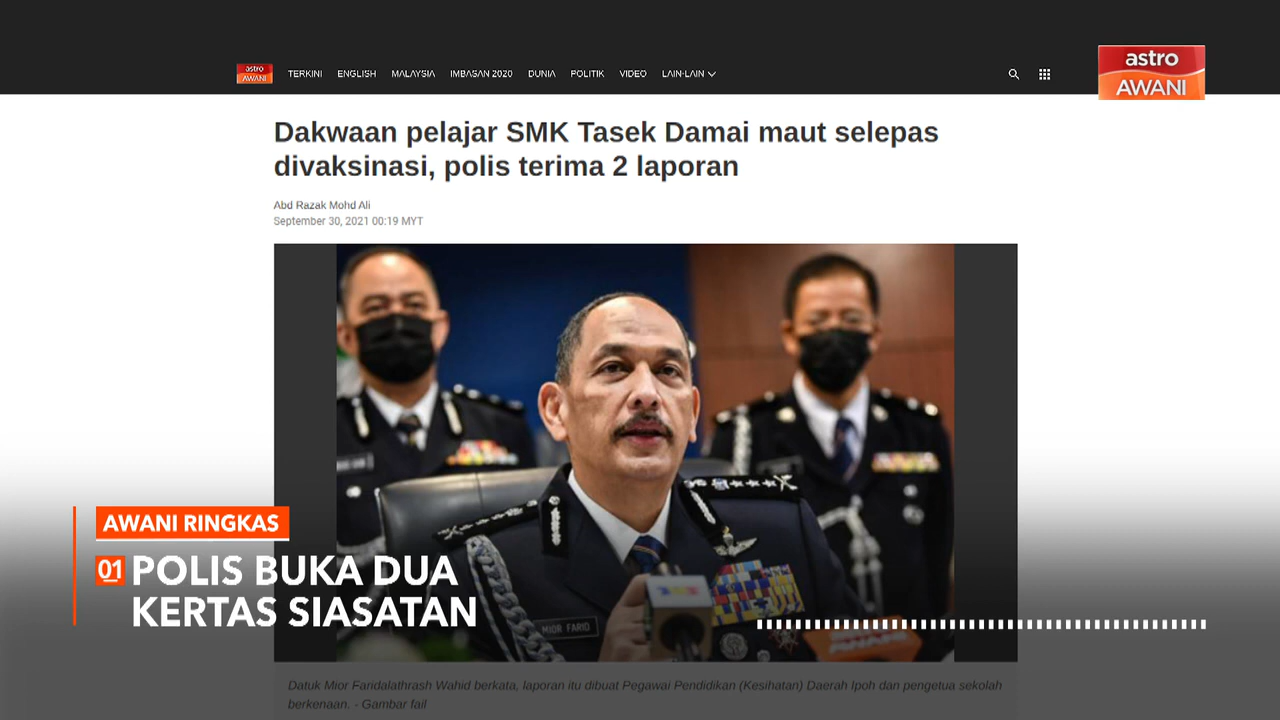 astro
AWANI
TERKINI ENGLISH MALAYSIA IMBASAN 2020 DUNIA POLITIK VIDEO LAIN-LAIN
astro
AWANI
Dakwaan pelajar SMK Tasek Damai maut selepas
divaksinasi, polis terima 2 laporan
Abd Razak Mohd Ali
September 30, 2021 00:19 MYT
MIOR FARID
AWANI
AWANI RINGKAS
01 POLIS BUKA DUA
KERTAS SIASATAN
Datuk Mior Faridalathrash Wahid berkata, laporan itu dibuat Pegawai Pendidikan (Kesihatan) Daerah Ipoh dan pengetua sekolah
berkenaan. - Gambar fail